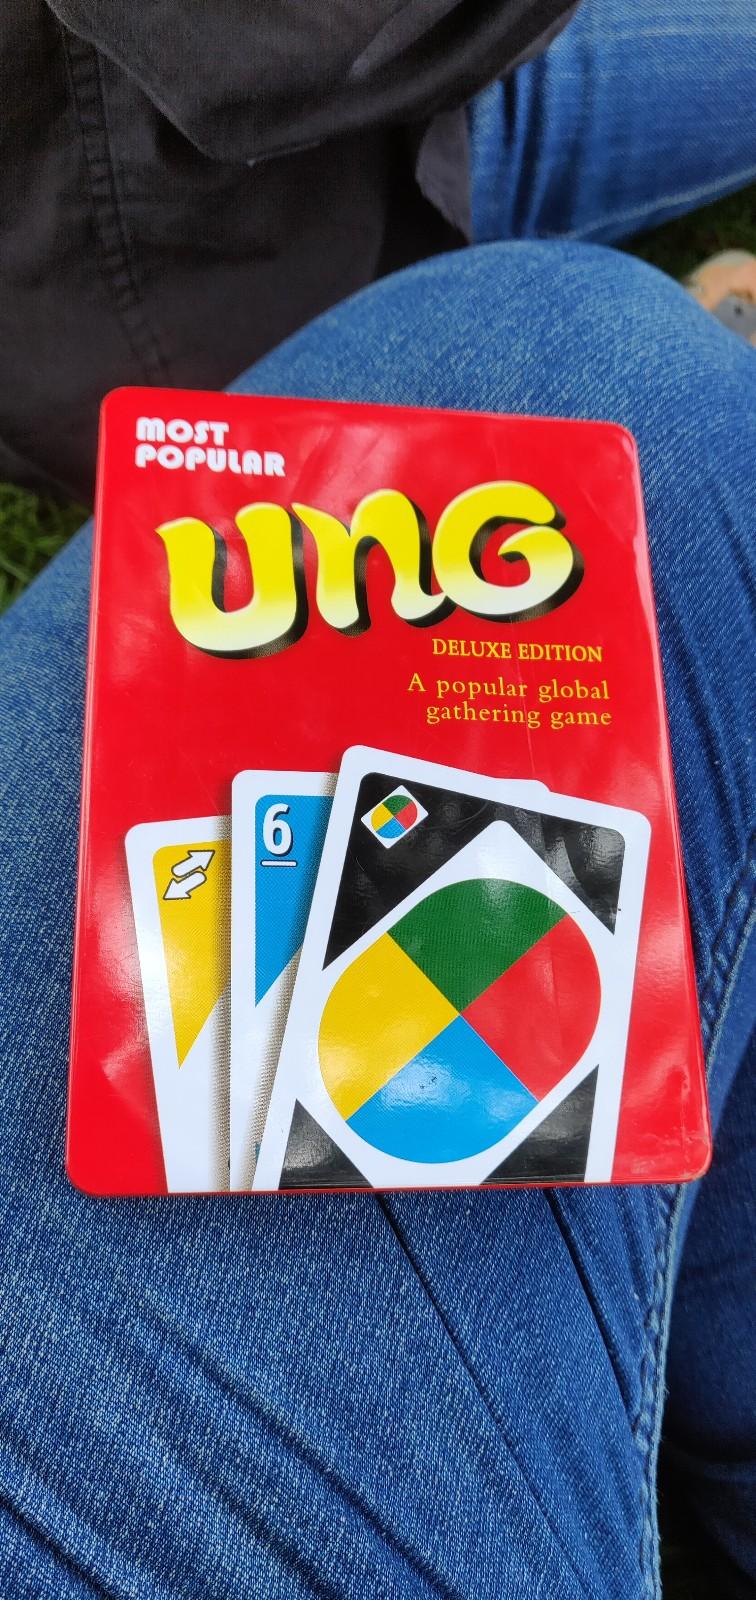 MOST
POPULAR
UNG
DELUXE EDITION
A popular global
gathering game
6